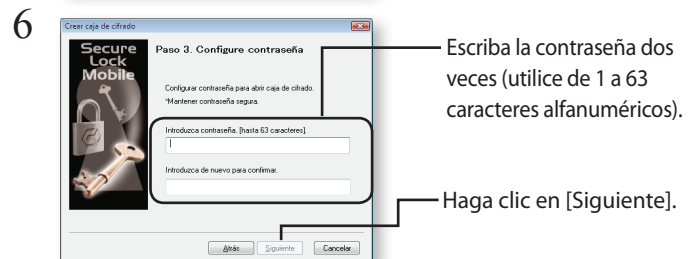 6
Crear caja de cifrado
Secure
Lock
Mobile
Paso 3. Configure contraseña
Configurar contraseña para abrir caja de cifrado.
*Mantener contraseña segura.
Introduzca contraseña. [hasta 63 caracteres].
Introduzca de nuevo para confirmar.
Atrás
Siguiente
Cancelar
Escriba la contraseña dos
veces (utilice de 1 a 63
caracteres alfanuméricos).
Haga clic en [Siguiente].